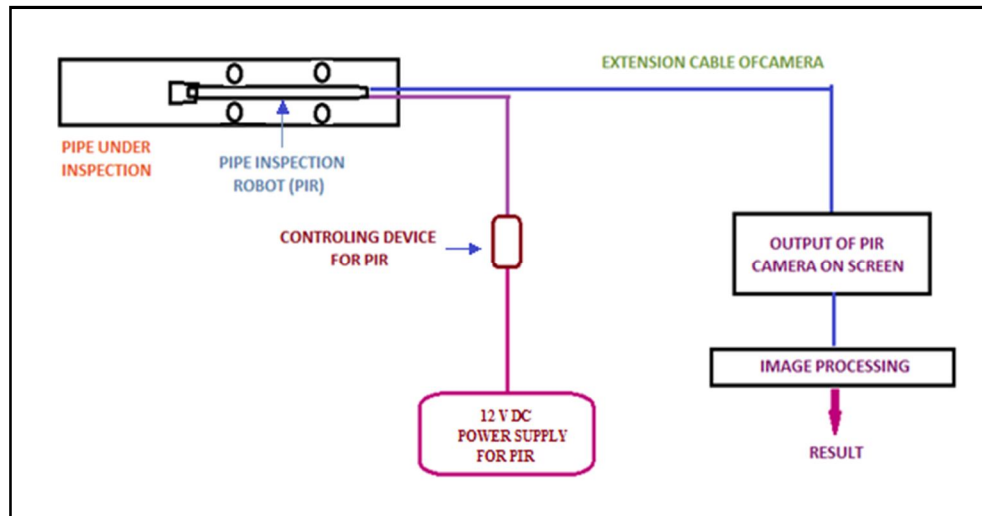 EXTENSION CABLE OFCAMERA
PIPE UNDER
INSPECTION
PIPE INSPECTION
ROBOT (PIR)
CONTROLING DEVICE
FOR PIR
OUTPUT OF PIR
CAMERA ON SCREEN
IMAGE PROCESSING
12 V DC
POWER SUPPLY
FOR PIR
RESULT